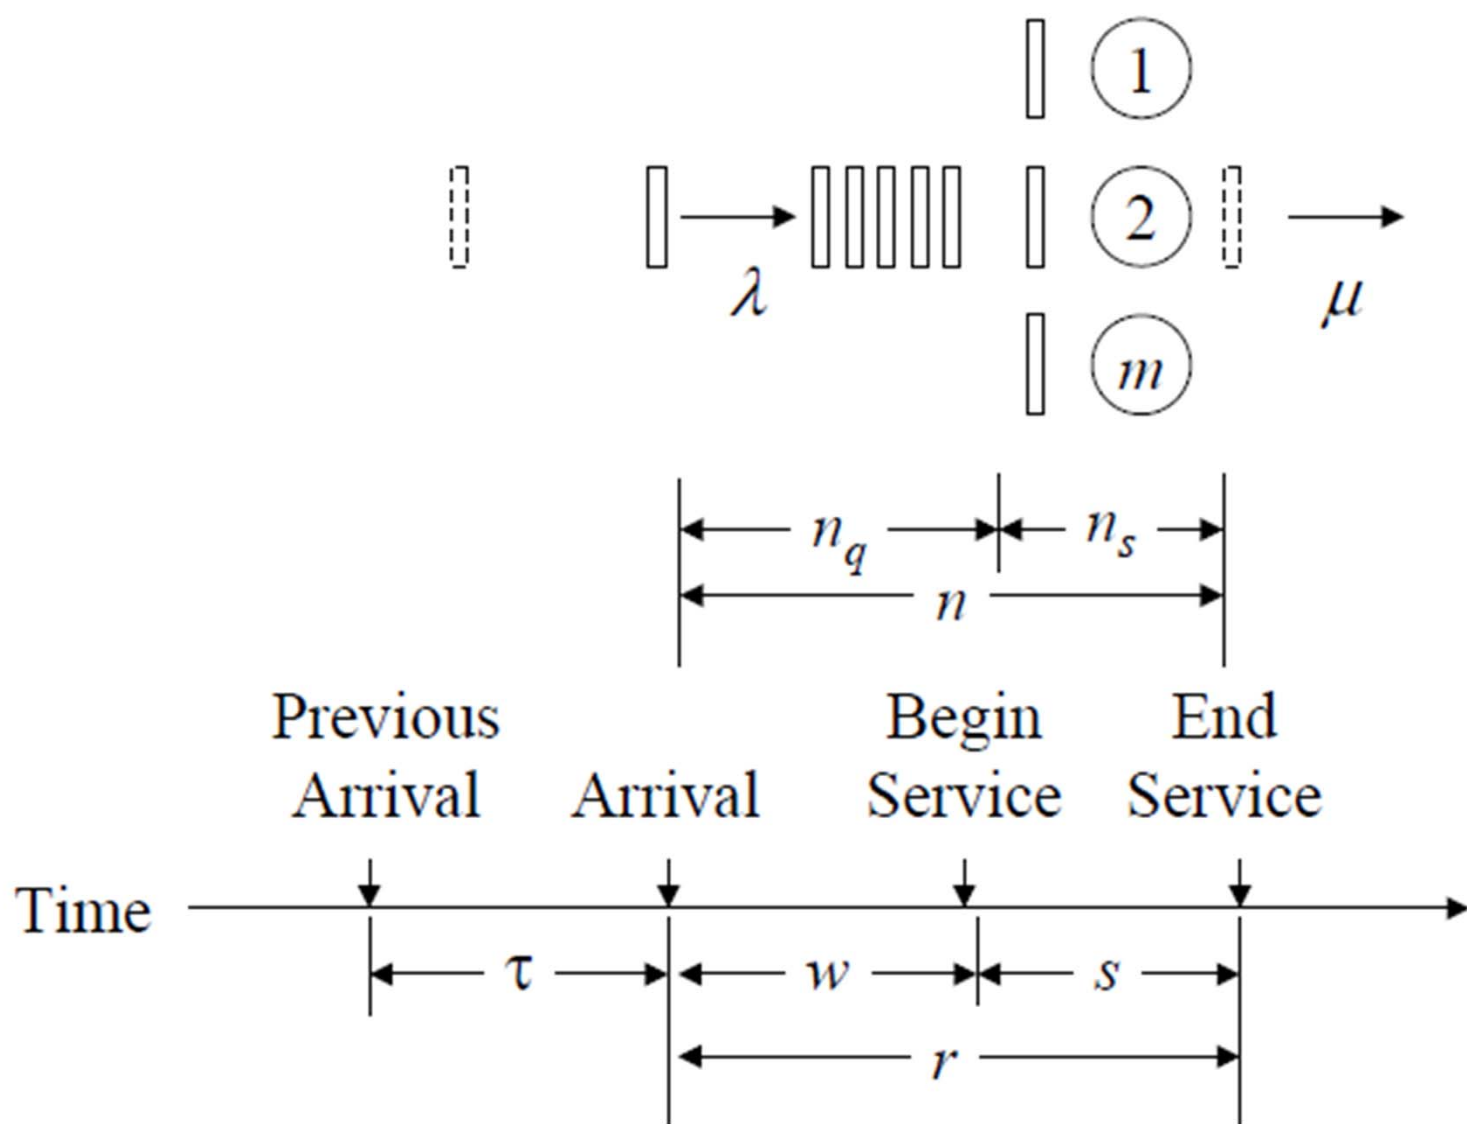 1
2
λ
μ
m
n_q
n_s
n
Previous
Arrival
Arrival
Begin
Service
End
Service
Time
τ
w
s
r